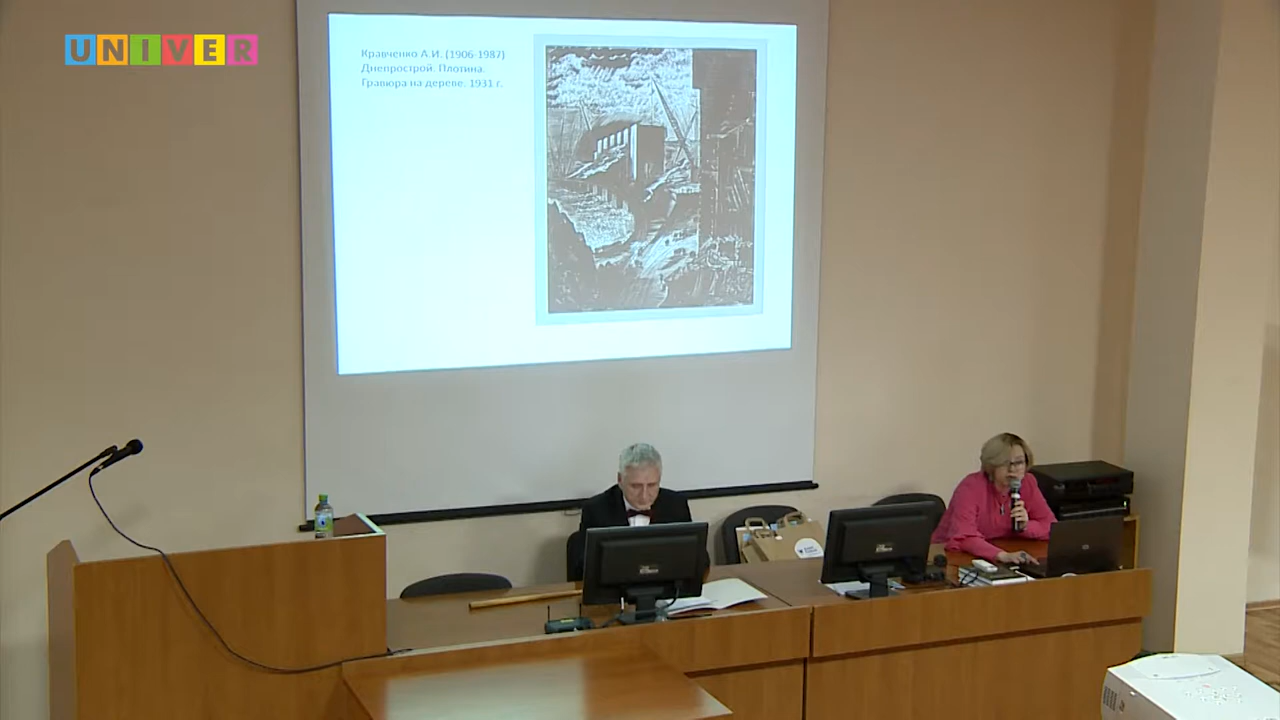 UNIVER
Кравченко А.И. (1906-1987)
Днепрострой. Плотина.
Гравюра на дереве. 1931 г.